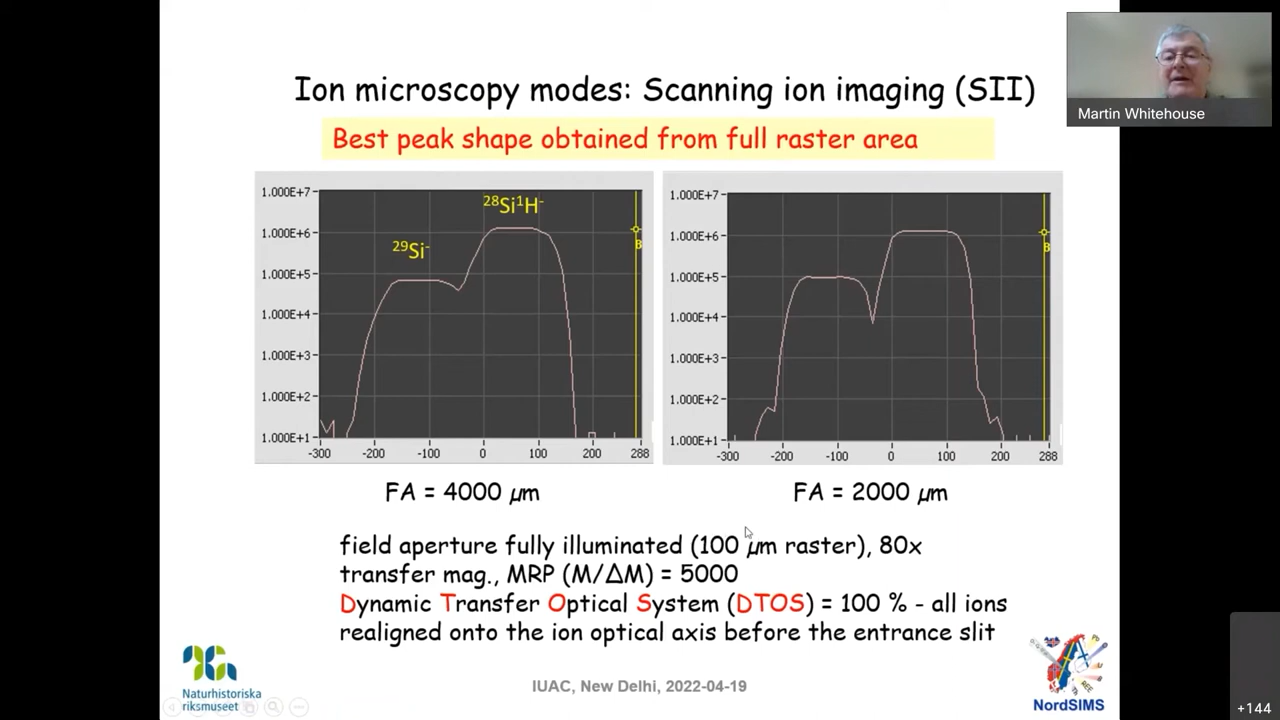 Ion microscopy modes: Scanning ion imaging (SII)
Martin Whitehouse
Best peak shape obtained from full raster area
1.000E+7
1.000E+6
1.000E+5
1.000E+4
1.000E+3
1.000E+2
1.000E+1
²⁹Si⁻
²⁸Si¹H⁻
B
-300
-200
-100
0
100
200
288
1.000E+7
1.000E+6
1.000E+5
1.000E+4
1.000E+3
1.000E+2
1.000E+1
B
-300
-200
-100
0
100
200
288
FA = 4000 µm
FA = 2000 µm
field aperture fully illuminated (100 µm raster), 80x
transfer mag., MRP (M/ΔM) = 5000
Dynamic Transfer Optical System (DTOS) = 100 % - all ions
realigned onto the ion optical axis before the entrance slit
Naturhistoriska
riksmuseet
IUAC, New Delhi, 2022-04-19
NordSIMS
+144